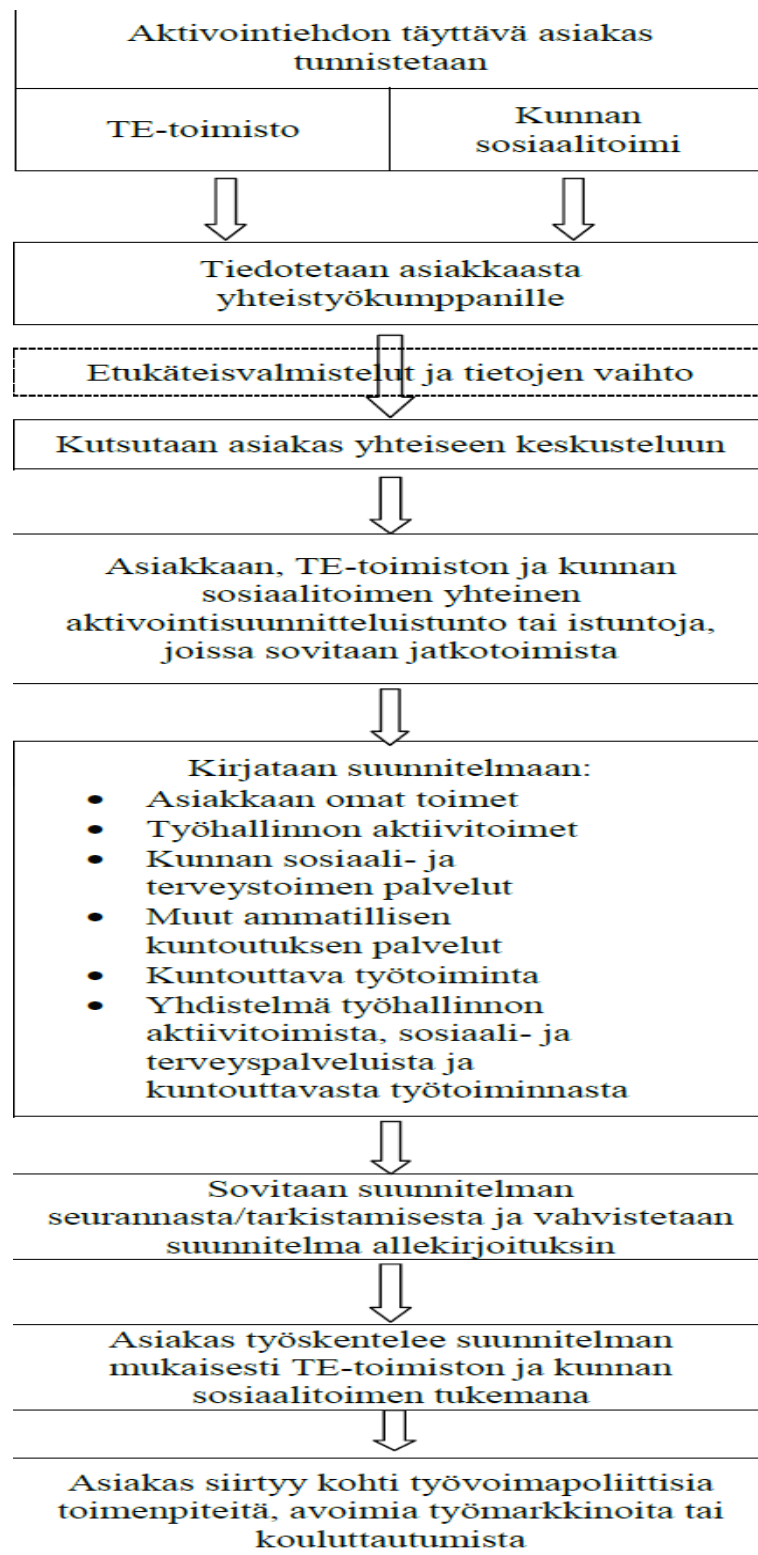 Aktivointiehdon täyttävä asiakas
tunnistetaan
TE-toimisto
Kunnan
sosiaalitoimi
Tiedotetaan asiakkaasta
yhteistyökumppanille
Etukäteisvalmistelut ja tietojen vaihto
Kutsutaan asiakas yhteiseen keskusteluun
Asiakkaan, TE-toimiston ja kunnan
sosiaalitoimen yhteinen
aktivointisuunnitteluistunto tai istuntoja,
joissa sovitaan jatkotoimista
Kirjataan suunnitelmaan:
• Asiakkaan omat toimet
• Työhallinnon aktiivitoimet
• Kunnan sosiaali- ja
terveystoimen palvelut
• Muut ammatillisen
kuntoutuksen palvelut
• Kuntouttava työtoiminta
• Yhdistelmä työhallinnon
aktiivitoimista, sosiaali- ja
terveyspalveluista ja
kuntouttavasta työtoiminnasta
Sovitaan suunnitelman
seurannasta/tarkistamisesta ja vahvistetaan
suunnitelma allekirjoituksin
Asiakas työskentelee suunnitelman
mukaisesti TE-toimiston ja kunnan
sosiaalitoimen tukemana
Asiakas siirtyy kohti työvoimapoliittisia
toimenpiteitä, avoimia työmarkkinoita tai
kouluttautumista